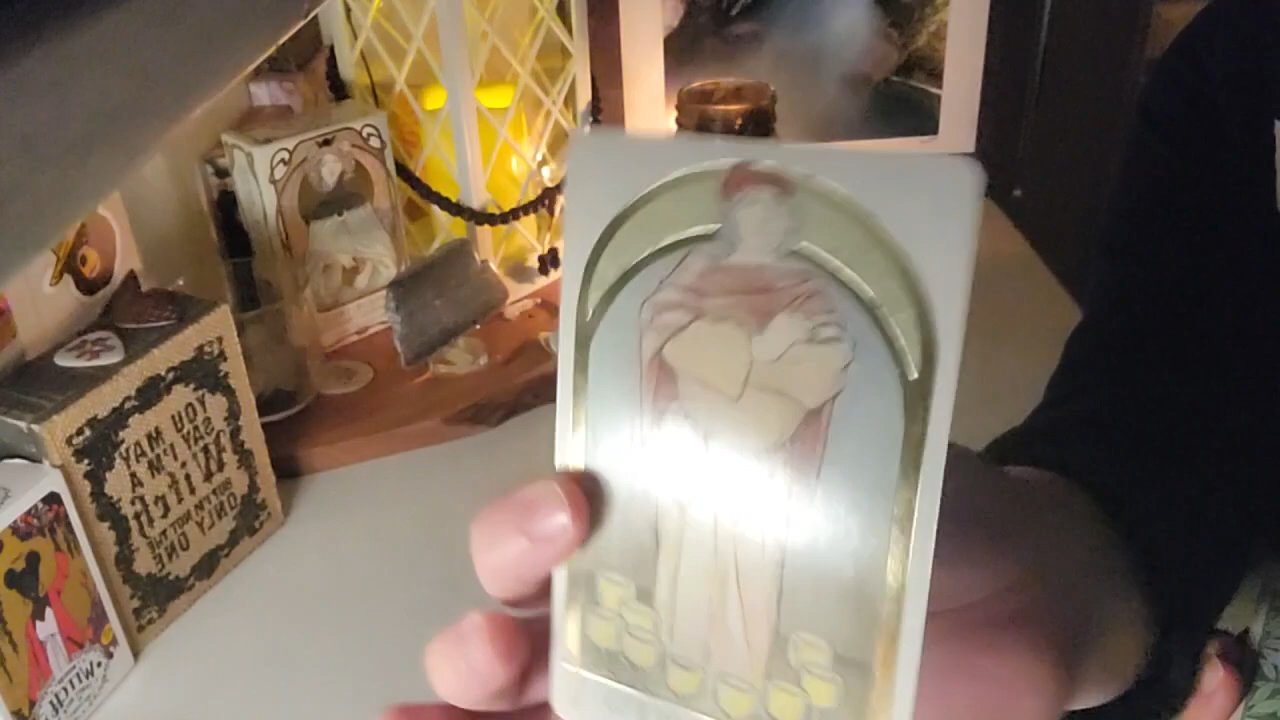 YOU MAY
SAY I'M A
Witch
BUT I'M NOT THE
ONLY ONE